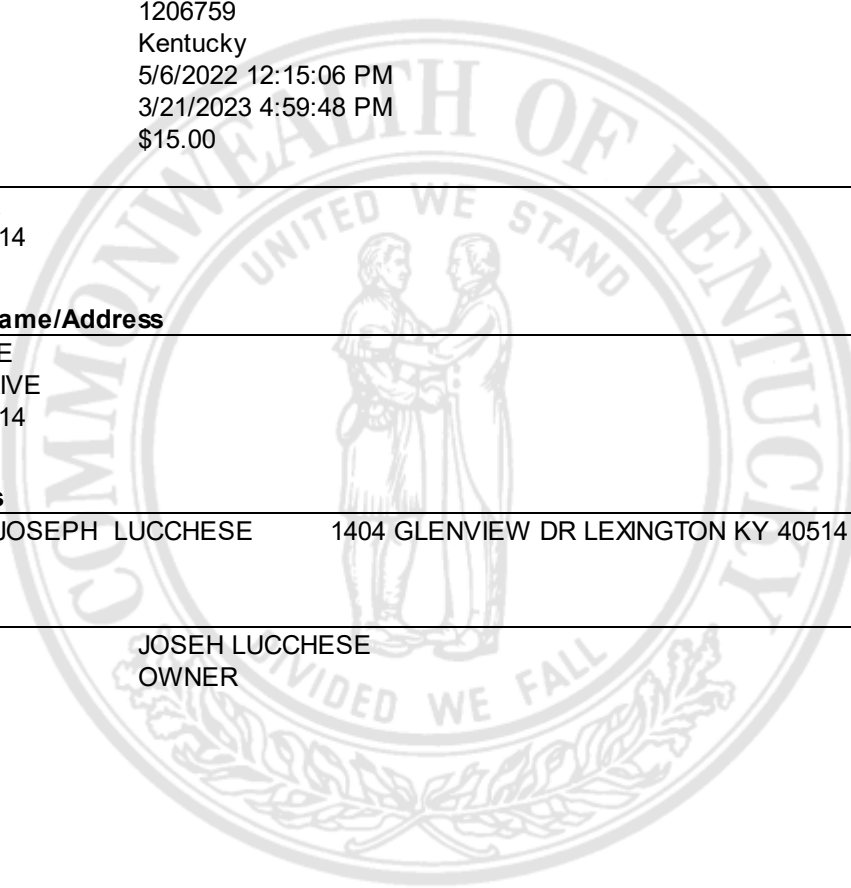 1206759
Kentucky
5/6/2022 12:15:06 PM
3/21/2023 4:59:48 PM
$15.00
14
ame/Address
E
IVE
14
s
JOSEPH LUCCHESE 1404 GLENVIEW DR LEXINGTON KY 40514
JOSEH LUCCHESE
OWNER
COMMONWEALTH OF KENTUCKY
UNITED WE STAND
DIVIDED WE FALL